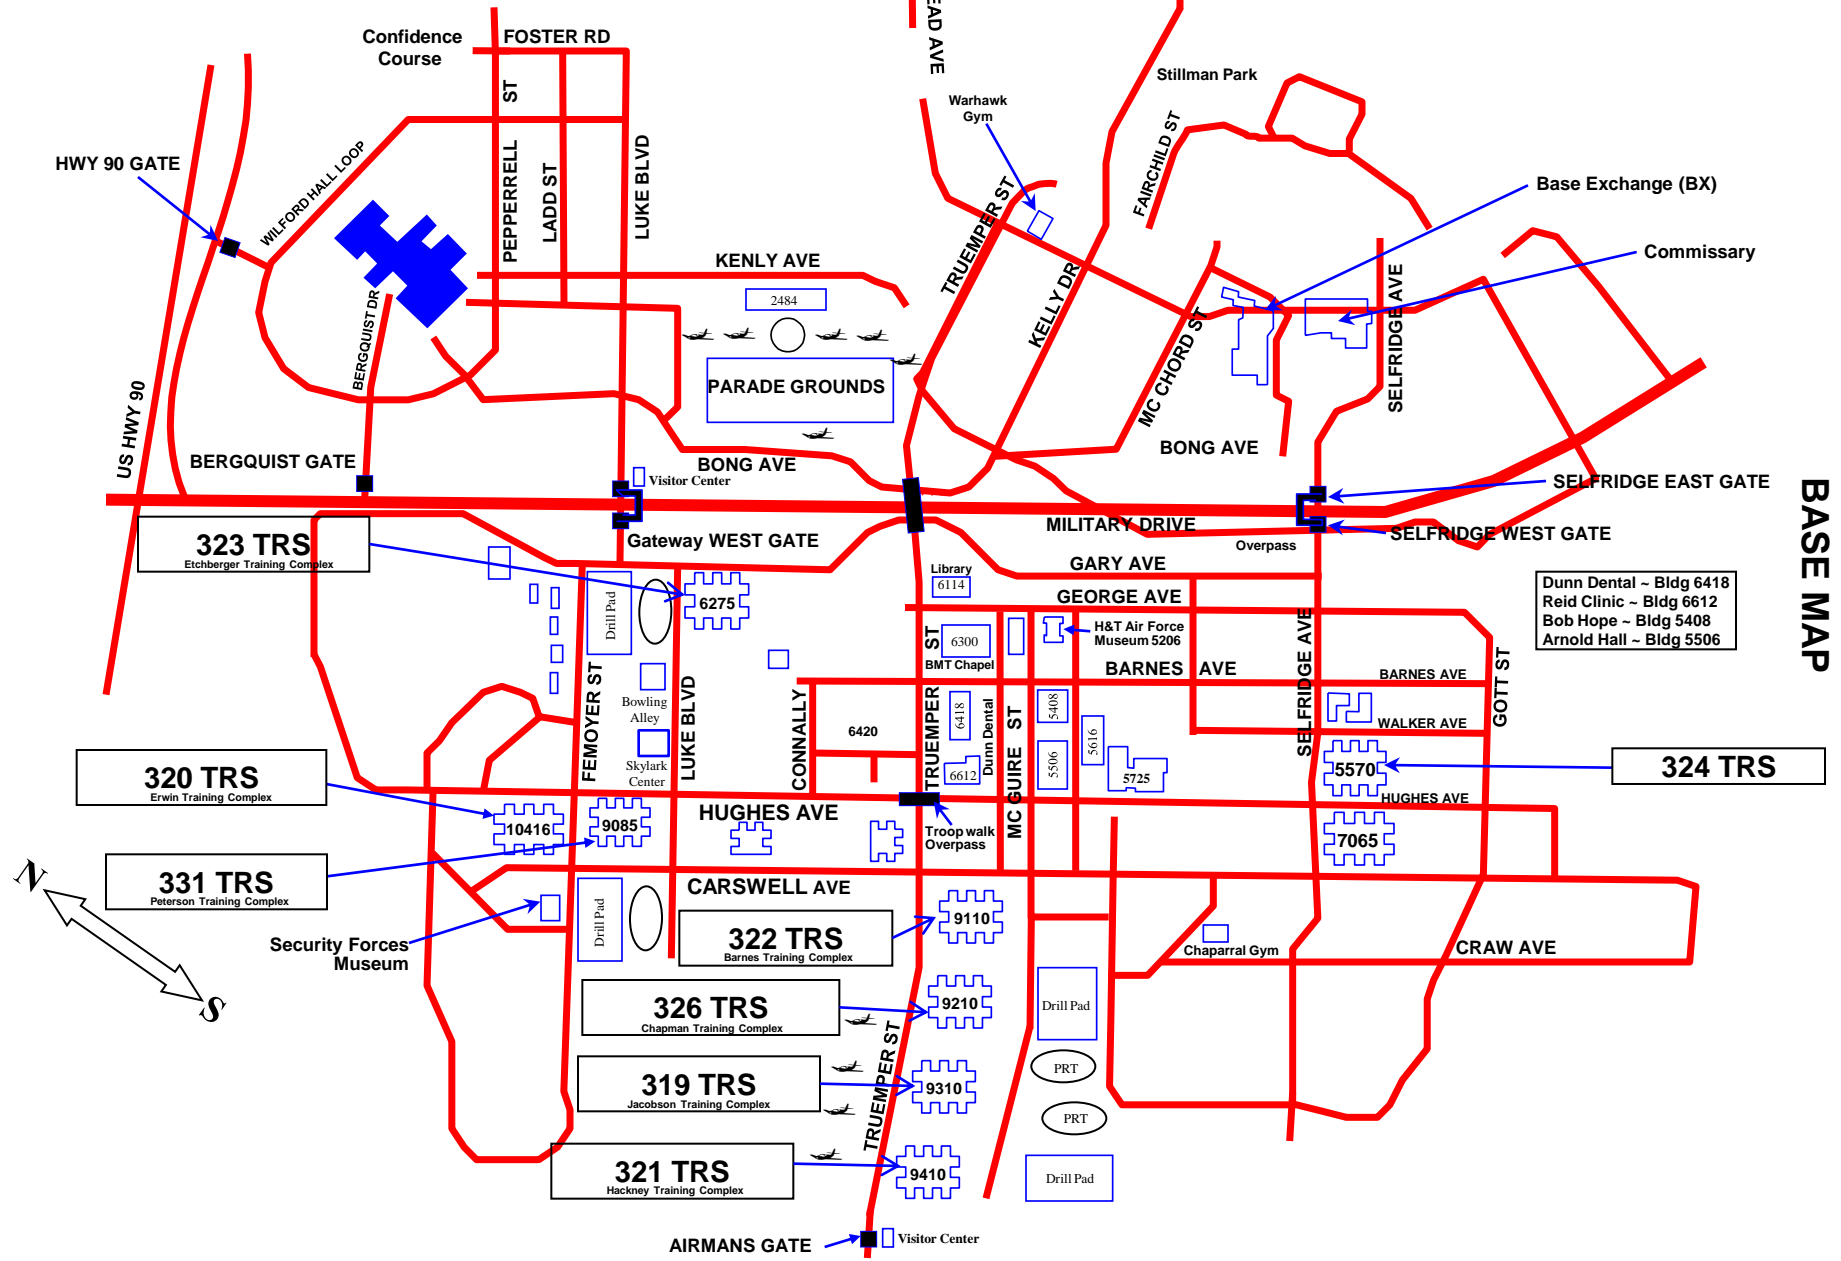 EAD AVE
Confidence
Course
FOSTER RD
Stillman Park
Warhawk
Gym
ST
PEPPERRELL
LADD ST
LUKE BLVD
FAIRCHILD ST
HWY 90 GATE
WILFORD HALL LOOP
TRUEMPER ST
Base Exchange (BX)
Commissary
KENLY AVE
2484
KELLY DR
MC CHORD ST
SELFRIDGE AVE
BERGQUIST DR
PARADE GROUNDS
US HWY 90
BERGQUIST GATE
BONG AVE
BONG AVE
Visitor Center
SELFRIDGE EAST GATE
BASE MAP
MILITARY DRIVE
SELFRIDGE WEST GATE
Overpass
Gateway WEST GATE
323 TRS
Etchberger Training Complex
GARY AVE
Library
6114
GEORGE AVE
Drill Pad
6275
Dunn Dental ~ Bldg 6418
Reid Clinic ~ Bldg 6612
Bob Hope ~ Bldg 5408
Arnold Hall ~ Bldg 5506
H&T Air Force
Museum 5206
ST
6300
BMT Chapel
BARNES AVE
BARNES AVE
SELFRIDGE AVE
GOTT ST
FEMOYER ST
Bowling
Alley
LUKE BLVD
CONNALLY
6420
TRUEMPER
6418
Dunn Dental
MC GUIRE ST
5408
5616
WALKER AVE
Skylark
Center
6612
5506
5725
5570
324 TRS
320 TRS
Erwin Training Complex
HUGHES AVE
HUGHES AVE
10416
9085
Troop walk
Overpass
7065
331 TRS
Peterson Training Complex
CARSWELL AVE
N
S
Drill Pad
Security Forces
Museum
322 TRS
Barnes Training Complex
9110
Chaparral Gym
CRAW AVE
326 TRS
Chapman Training Complex
9210
Drill Pad
TRUEMPER ST
319 TRS
Jacobson Training Complex
9310
PRT
PRT
321 TRS
Hackney Training Complex
9410
Drill Pad
AIRMANS GATE
Visitor Center